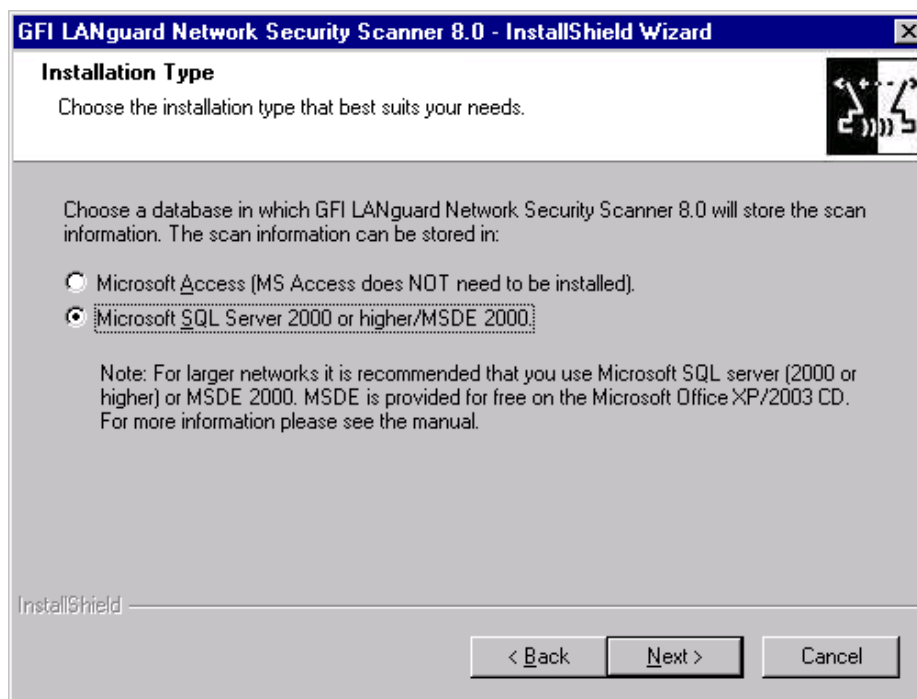 GFI LANguard Network Security Scanner 8.0 - InstallShield Wizard
Installation Type
Choose the installation type that best suits your needs.
Choose a database in which GFI LANguard Network Security Scanner 8.0 will store the scan
information. The scan information can be stored in:
Microsoft Access (MS Access does NOT need to be installed).
Microsoft SQL Server 2000 or higher/MSDE 2000.
Note: For larger networks it is recommended that you use Microsoft SQL server (2000 or
higher) or MSDE 2000. MSDE is provided for free on the Microsoft Office XP/2003 CD.
For more information please see the manual.
InstallShield
< Back
Next >
Cancel